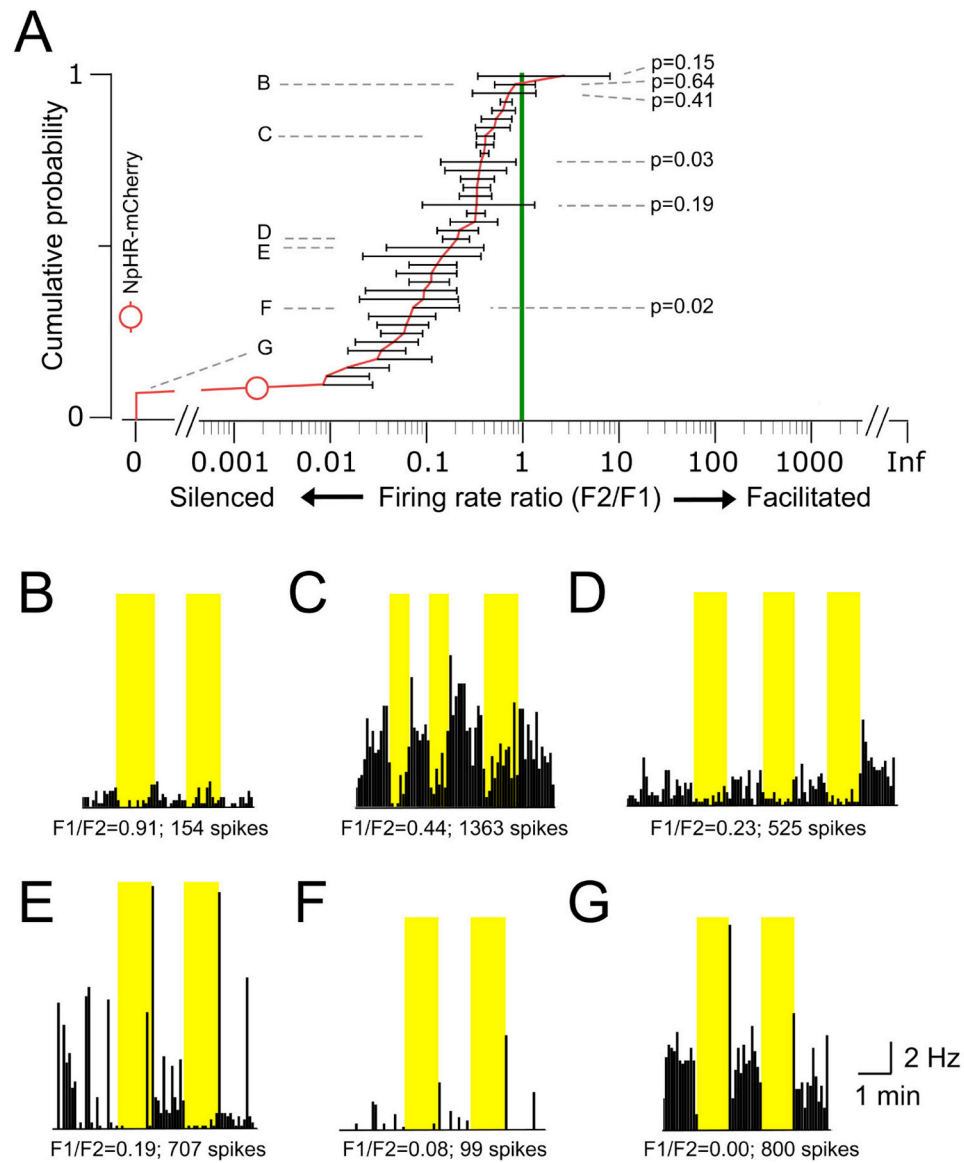 A
1
Cumulative probability
0
NpHR-mCherry
B
C
D
E
F
G
p=0.15
p=0.64
p=0.41
p=0.03
p=0.19
p=0.02
0 0.001 0.01 0.1 1 10 100 1000 Inf
Silenced Firing rate ratio (F2/F1) Facilitated
B
F1/F2=0.91; 154 spikes
C
F1/F2=0.44; 1363 spikes
D
F1/F2=0.23; 525 spikes
E
F1/F2=0.19; 707 spikes
F
F1/F2=0.08; 99 spikes
G
F1/F2=0.00; 800 spikes
2 Hz
1 min